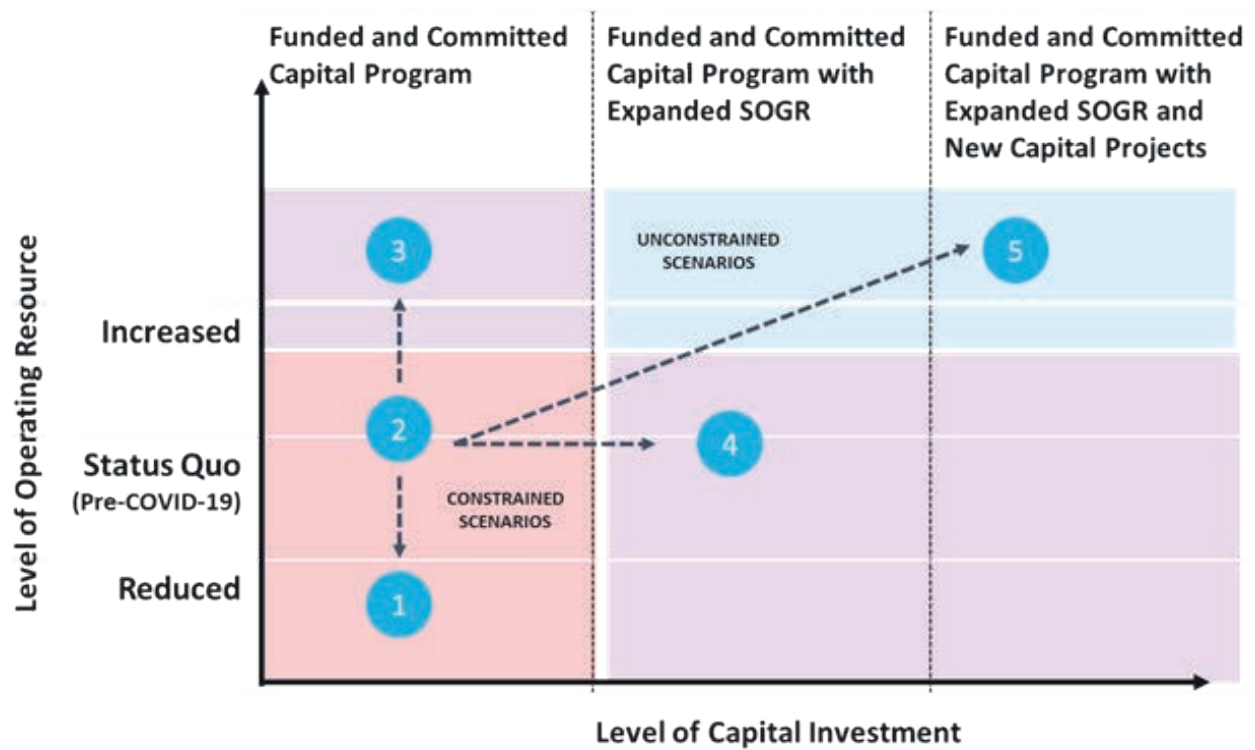 Funded and Committed
Capital Program
Funded and Committed
Capital Program with
Expanded SOGR
Funded and Committed
Capital Program with
Expanded SOGR and
New Capital Projects
Level of Operating Resource
Increased
Status Quo
(Pre-COVID-19)
Reduced
3
UNCONSTRAINED
SCENARIOS
5
2
4
CONSTRAINED
SCENARIOS
1
Level of Capital Investment